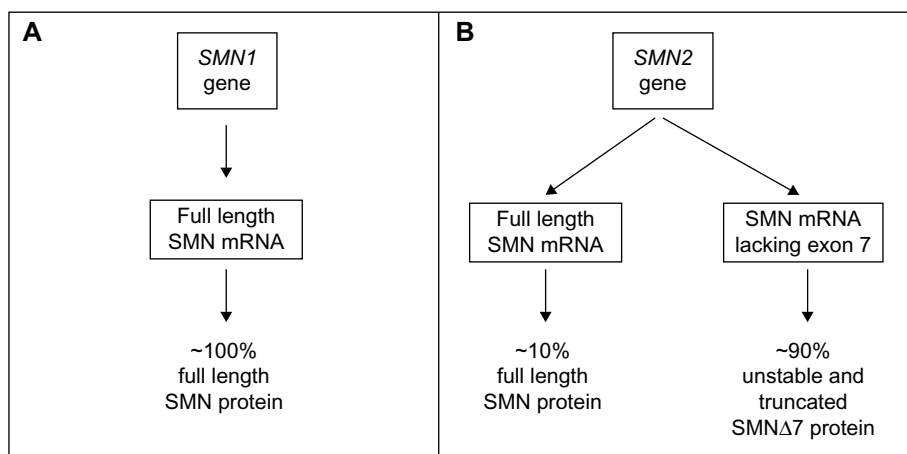 A
SMN1
gene
Full length
SMN mRNA
~100%
full length
SMN protein
B
SMN2
gene
Full length
SMN mRNA
~10%
full length
SMN protein
SMN mRNA
lacking exon 7
~90%
unstable and
truncated
SMNΔ7 protein